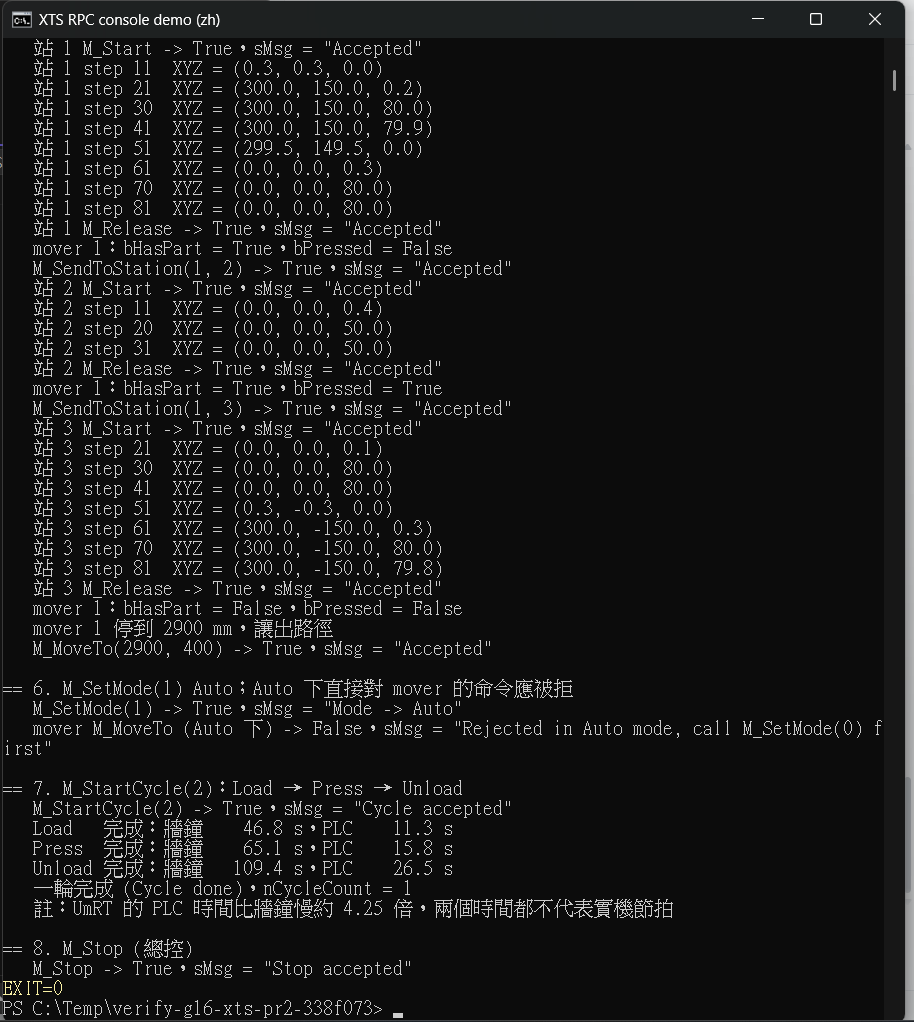 XTS RPC console demo (zh)
站 1 M_Start -> True，sMsg = "Accepted"
站 1 step 11  XYZ = (0.3, 0.3, 0.0)
站 1 step 21  XYZ = (300.0, 150.0, 0.2)
站 1 step 30  XYZ = (300.0, 150.0, 80.0)
站 1 step 41  XYZ = (300.0, 150.0, 79.9)
站 1 step 51  XYZ = (299.5, 149.5, 0.0)
站 1 step 61  XYZ = (0.0, 0.0, 0.3)
站 1 step 70  XYZ = (0.0, 0.0, 80.0)
站 1 step 81  XYZ = (0.0, 0.0, 80.0)
站 1 M_Release -> True，sMsg = "Accepted"
mover 1：bHasPart = True，bPressed = False
M_SendToStation(1, 2) -> True，sMsg = "Accepted"
站 2 M_Start -> True，sMsg = "Accepted"
站 2 step 11  XYZ = (0.0, 0.0, 0.4)
站 2 step 20  XYZ = (0.0, 0.0, 50.0)
站 2 step 31  XYZ = (0.0, 0.0, 50.0)
站 2 M_Release -> True，sMsg = "Accepted"
mover 1：bHasPart = True，bPressed = True
M_SendToStation(1, 3) -> True，sMsg = "Accepted"
站 3 M_Start -> True，sMsg = "Accepted"
站 3 step 21  XYZ = (0.0, 0.0, 0.1)
站 3 step 30  XYZ = (0.0, 0.0, 80.0)
站 3 step 41  XYZ = (0.0, 0.0, 80.0)
站 3 step 51  XYZ = (0.3, -0.3, 0.0)
站 3 step 61  XYZ = (300.0, -150.0, 0.3)
站 3 step 70  XYZ = (300.0, -150.0, 80.0)
站 3 step 81  XYZ = (300.0, -150.0, 79.8)
站 3 M_Release -> True，sMsg = "Accepted"
mover 1：bHasPart = False，bPressed = False
mover 1 停到 2900 mm，讓出路徑
M_MoveTo(2900, 400) -> True，sMsg = "Accepted"
== 6. M_SetMode(1) Auto；Auto 下直接對 mover 的命令應被拒
M_SetMode(1) -> True，sMsg = "Mode -> Auto"
mover M_MoveTo (Auto 下) -> False，sMsg = "Rejected in Auto mode, call M_SetMode(0) f
irst"
== 7. M_StartCycle(2)：Load → Press → Unload
M_StartCycle(2) -> True，sMsg = "Cycle accepted"
Load   完成：牆鐘    46.8 s，PLC    11.3 s
Press  完成：牆鐘    65.1 s，PLC    15.8 s
Unload 完成：牆鐘   109.4 s，PLC    26.5 s
一輪完成 (Cycle done)，nCycleCount = 1
註：UmRT 的 PLC 時間比牆鐘慢約 4.25 倍，兩個時間都不代表實機節拍
== 8. M_Stop (總控)
M_Stop -> True，sMsg = "Stop accepted"
EXIT=0
PS C:\Temp\verify-gl6-xts-pr2-338f073>